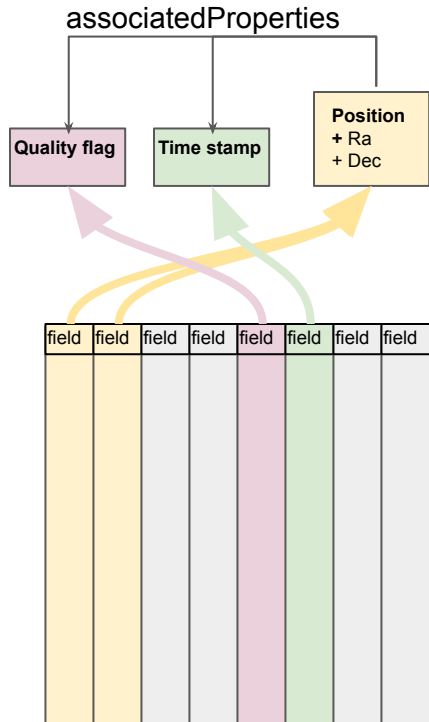 associatedProperties
Quality flag
Time stamp
Position
+ Ra
+ Dec
field field field field field field field field